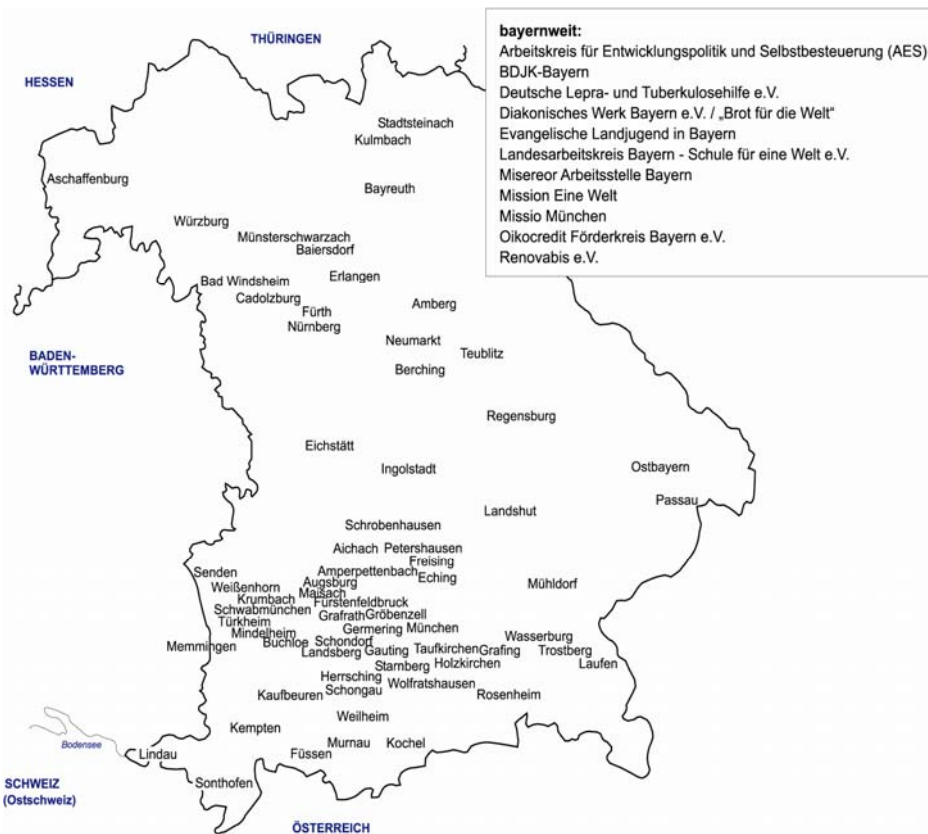 THÜRINGEN
HESSEN
bayernweit:
Arbeitskreis für Entwicklungspolitik und Selbstbesteuerung (AES)
BDJK-Bayern
Deutsche Lepra- und Tuberkulosehilfe e.V.
Diakonisches Werk Bayern e.V. / „Brot für die Welt“
Evangelische Landjugend in Bayern
Landesarbeitskreis Bayern - Schule für eine Welt e.V.
Misereor Arbeitsstelle Bayern
Mission Eine Welt
Missio München
Oikocredit Förderkreis Bayern e.V.
Renovabis e.V.
Stadtsteinach
Kulmbach
Aschaffenburg
Bayreuth
Würzburg
Münsterschwarzach
Baiersdorf
Erlangen
Bad Windsheim
Cadolzburg
Amberg
Fürth
Nürnberg
Neumarkt
BADEN-
WÜRTTEMBERG
Teublitz
Berching
Regensburg
Eichstätt
Ingolstadt
Ostbayern
Passau
Landshut
Schrobenhausen
Aichach
Petershausen
Freising
Senden
Amperpettenbach
Eching
Augsburg
Mühldorf
Weißenhorn
Maisach
Krumbach
Fürstenfeldbruck
Schwabmünchen
Grafrath
Gröbenzell
Türkheim
Germering
München
Mindelheim
Wasserburg
Memmingen
Buchloe
Schondorf
Landsberg
Gauting
Taufkirchen
Grafing
Trostberg
Starnberg
Holzkirchen
Laufen
Herrsching
Wolfratshausen
Kaufbeuren
Schongau
Rosenheim
Weilheim
Kempten
Bodensee
Murnau
Kochel
Lindau
Füssen
SCHWEIZ
(Ostschweiz)
Sonthofen
ÖSTERREICH